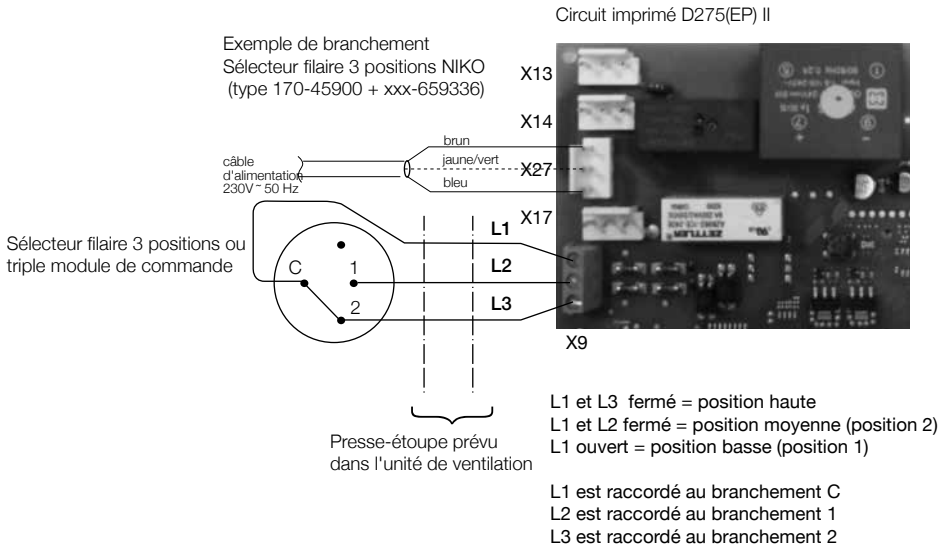 Circuit imprimé D275(EP) II
Exemple de branchement
Sélecteur filaire 3 positions NIKO
(type 170-45900 + xxx-659336)
X13
X14
brun
jaune/vert
X27
bleu
câble
d'alimentation
230V~ 50 Hz
X17
L1
Sélecteur filaire 3 positions ou
triple module de commande
C
1
2
L2
L3
X9
ZETTLER
Presse-étoupe prévu
dans l'unité de ventilation
L1 et L3 fermé = position haute
L1 et L2 fermé = position moyenne (position 2)
L1 ouvert = position basse (position 1)
L1 est raccordé au branchement C
L2 est raccordé au branchement 1
L3 est raccordé au branchement 2